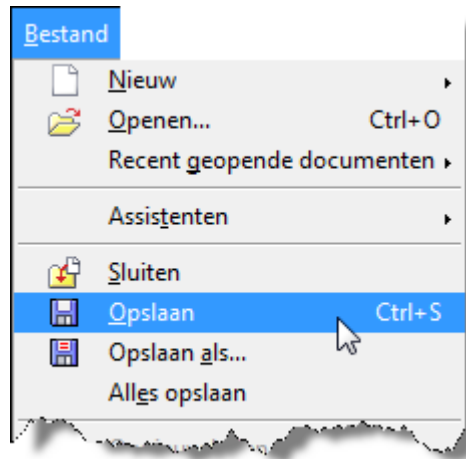 Bestand
Nieuw
Openen... Ctrl+O
Recent geopende documenten
Assistenten
Sluiten
Opslaan Ctrl+S
Opslaan als...
Alles opslaan